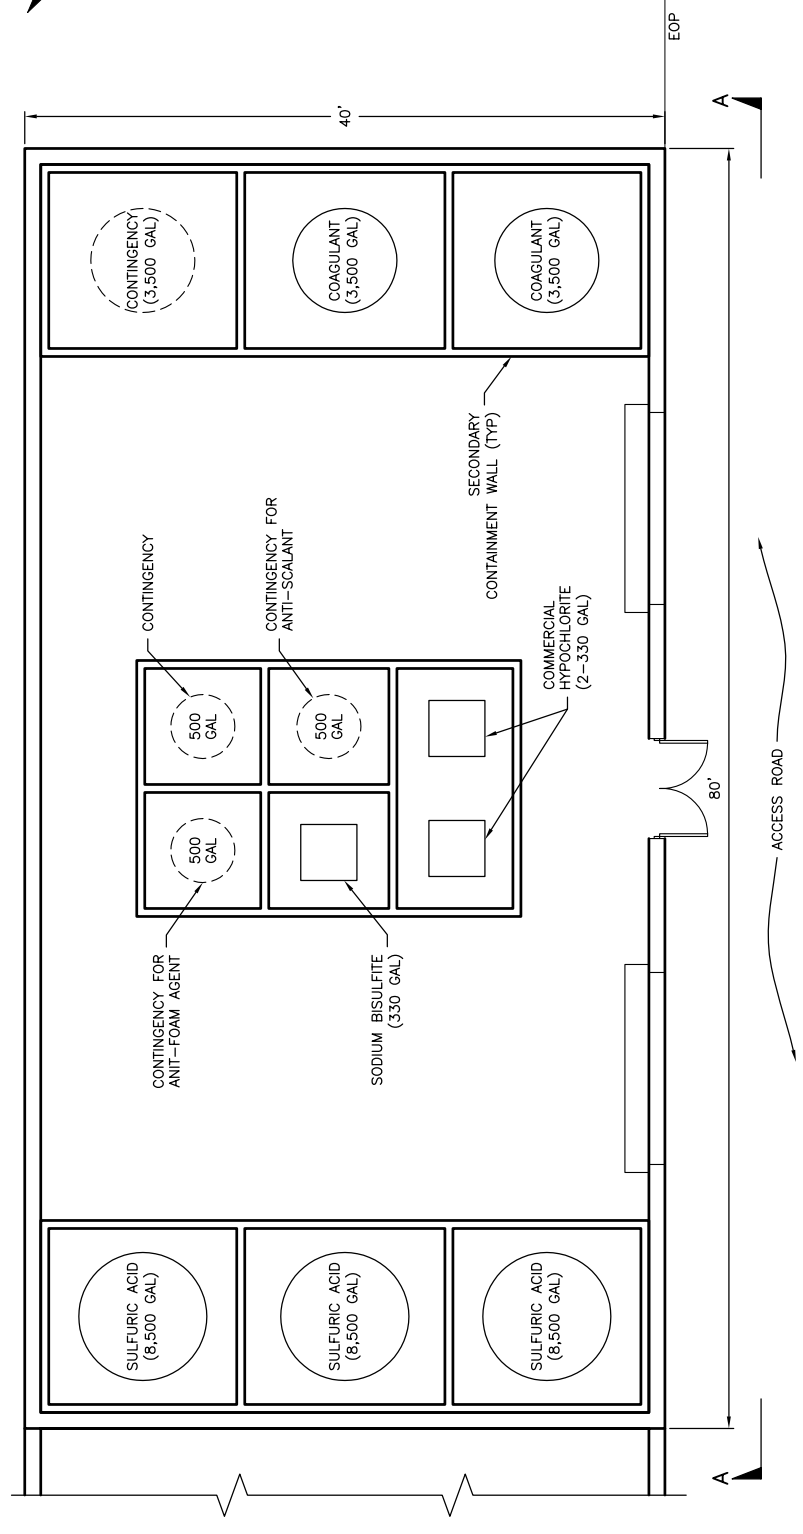 SULFURIC ACID
(8,500 GAL)
SULFURIC ACID
(8,500 GAL)
SULFURIC ACID
(8,500 GAL)
CONTINGENCY FOR
ANIT-FOAM AGENT
500
GAL
500
GAL
CONTINGENCY
CONTINGENCY FOR
ANTI-SCALANT
500
GAL
SODIUM BISULFITE
(330 GAL)
COMMERCIAL
HYPOCHLORITE
(2-330 GAL)
SECONDARY
CONTAINMENT WALL (TYP)
CONTINGENCY
(3,500 GAL)
COAGULANT
(3,500 GAL)
COAGULANT
(3,500 GAL)
40'
EOP
80'
A
A
ACCESS ROAD